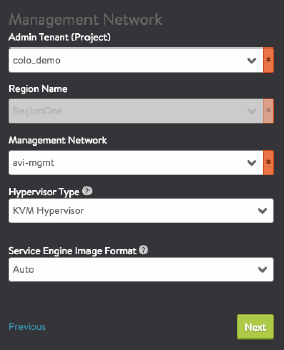 Management Network
Admin Tenant (Project)
colo_demo
*
Region Name
RegionOne
*
Management Network
avi-mgmt
*
Hypervisor Type ?
KVM Hypervisor
Service Engine Image Format ?
Auto
Previous
Next